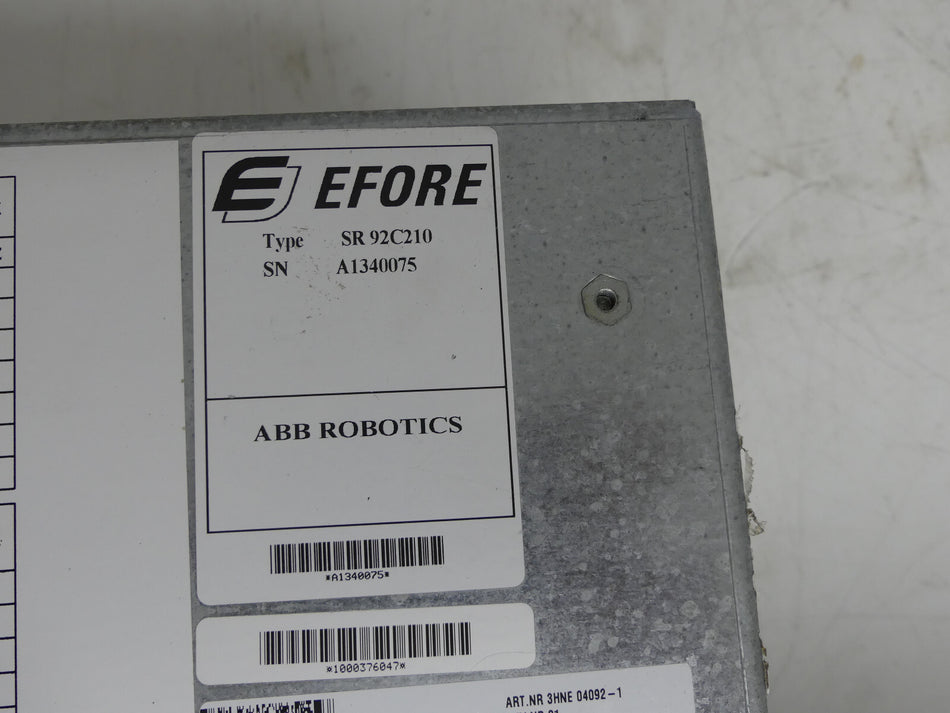 EFORE
Type SR 92C210
SN A1340075
ABB ROBOTICS
*A1340075*
*1000376047*
ART.NR 3HNE 04092-1